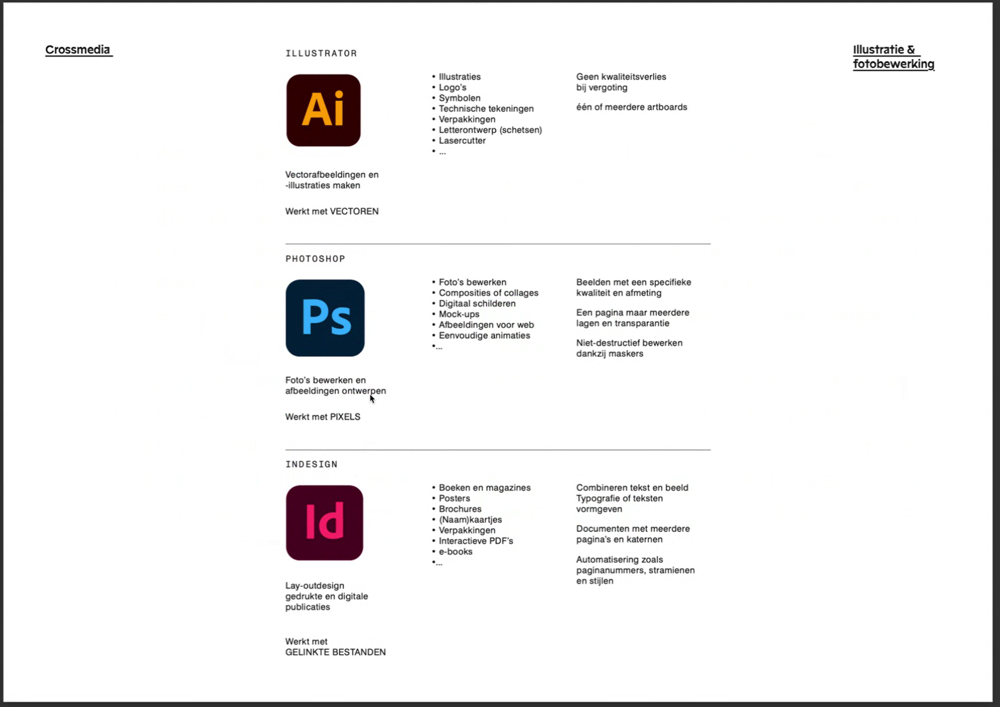 Crossmedia
Illustratie &
fotobewerking
ILLUSTRATOR
Ai
Vectorafbeeldingen en
-illustraties maken
Werkt met VECTOREN
• Illustraties
• Logo's
• Symbolen
• Technische tekeningen
• Verpakkingen
• Letterontwerp (schetsen)
• Lasercutter
• ...
Geen kwaliteitsverlies
bij vergoting
één of meerdere artboards
PHOTOSHOP
Ps
Foto's bewerken en
afbeeldingen ontwerpen
Werkt met PIXELS
• Foto's bewerken
• Composities of collages
• Digitaal schilderen
• Mock-ups
• Afbeeldingen voor web
• Eenvoudige animaties
•...
Beelden met een specifieke
kwaliteit en afmeting
Een pagina maar meerdere
lagen en transparantie
Niet-destructief bewerken
dankzij maskers
INDESIGN
Id
Lay-outdesign
gedrukte en digitale
publicaties
Werkt met
GELINKTE BESTANDEN
• Boeken en magazines
• Posters
• Brochures
• (Naam)kaartjes
• Verpakkingen
• Interactieve PDF's
• e-books
•...
Combineren tekst en beeld
Typografie of teksten
vormgeven
Documenten met meerdere
pagina's en katernen
Automatisering zoals
paginanummers, stramienen
en stijlen